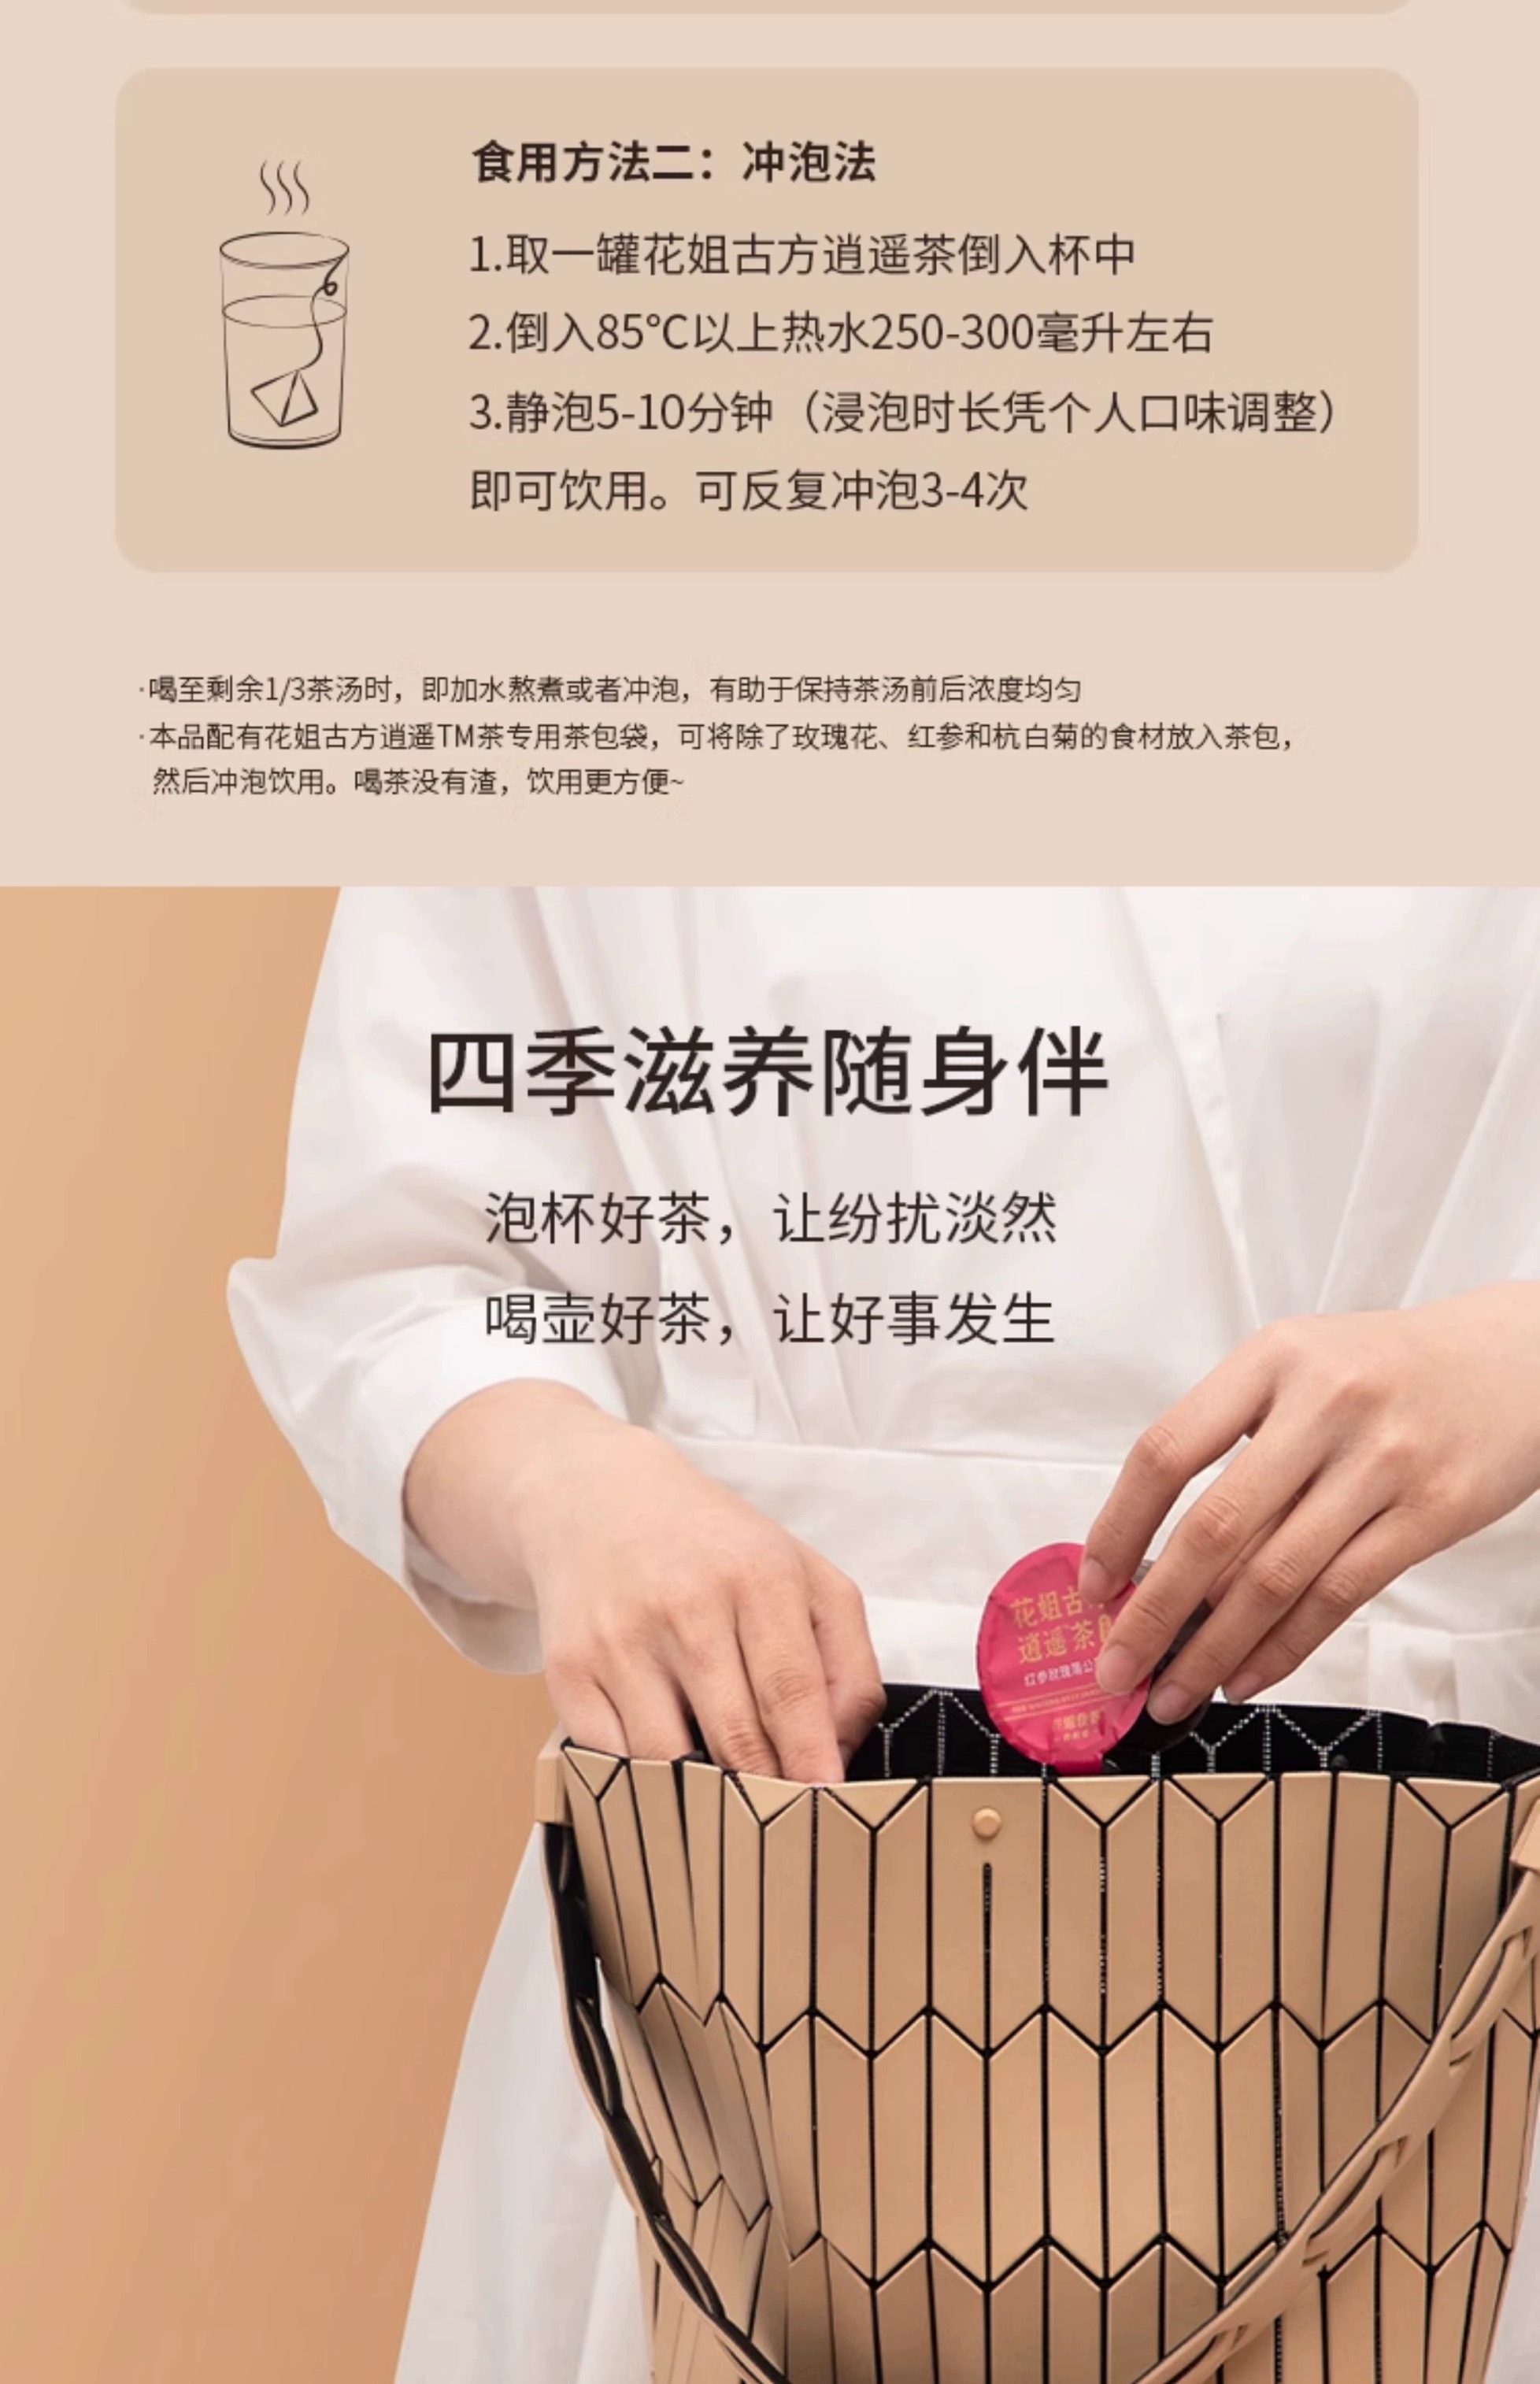 食用方法二：冲泡法
1.取一罐花姐古方逍遥茶倒入杯中
2.倒入85℃以上热水250-300毫升左右
3.静泡5-10分钟（浸泡时长凭个人口味调整）
即可饮用。可反复冲泡3-4次
·喝至剩余1/3茶汤时，即加水熬煮或者冲泡，有助于保持茶汤前后浓度均匀
·本品配有花姐古方逍遥TM茶专用茶包袋，可将除了玫瑰花、红参和杭白菊的食材放入茶包，
然后冲泡饮用。喝茶没有渣，饮用更方便~
四季滋养随身伴
泡杯好茶，让纷扰淡然
喝壶好茶，让好事发生
花姐古
逍遥茶
红参玫瑰蒲公